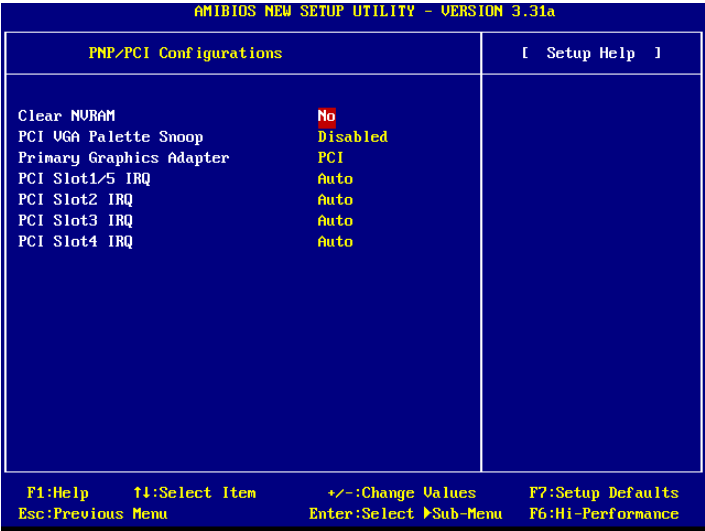 AMIBIOS NEW SETUP UTILITY - VERSION 3.31a
PNP/PCI Configurations
[ Setup Help ]
Clear NVRAM No
PCI VGA Palette Snoop Disabled
Primary Graphics Adapter PCI
PCI Slot1/5 IRQ Auto
PCI Slot2 IRQ Auto
PCI Slot3 IRQ Auto
PCI Slot4 IRQ Auto
F1:Help ↑↓:Select Item +/-:Change Values F7:Setup Defaults
Esc:Previous Menu Enter:Select ►Sub-Menu F6:Hi-Performance